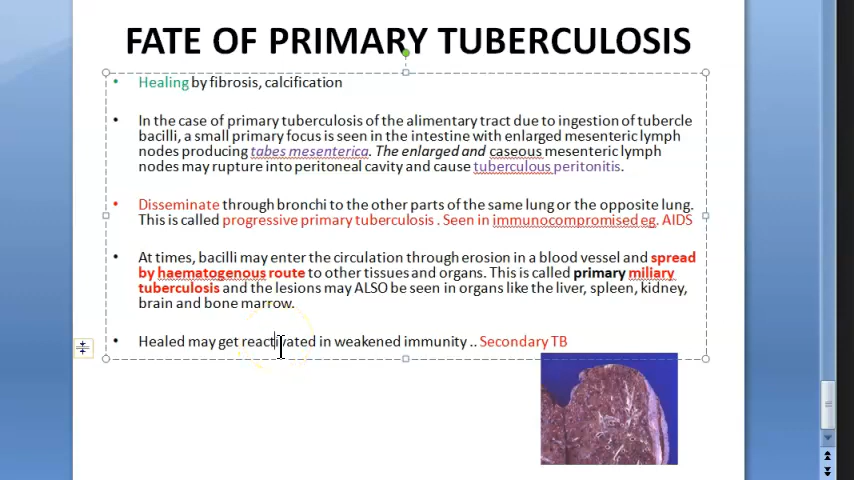 FATE OF PRIMARY TUBERCULOSIS
• Healing by fibrosis, calcification
• In the case of primary tuberculosis of the alimentary tract due to ingestion of tubercle
bacilli, a small primary focus is seen in the intestine with enlarged mesenteric lymph
nodes producing tabes mesenterica. The enlarged and caseous mesenteric lymph
nodes may rupture into peritoneal cavity and cause tuberculous peritonitis.
• Disseminate through bronchi to the other parts of the same lung or the opposite lung.
This is called progressive primary tuberculosis . Seen in immunocompromised eg. AIDS
• At times, bacilli may enter the circulation through erosion in a blood vessel and spread
by haematogenous route to other tissues and organs. This is called primary miliary
tuberculosis and the lesions may ALSO be seen in organs like the liver, spleen, kidney,
brain and bone marrow.
• Healed may get reactivated in weakened immunity .. Secondary TB